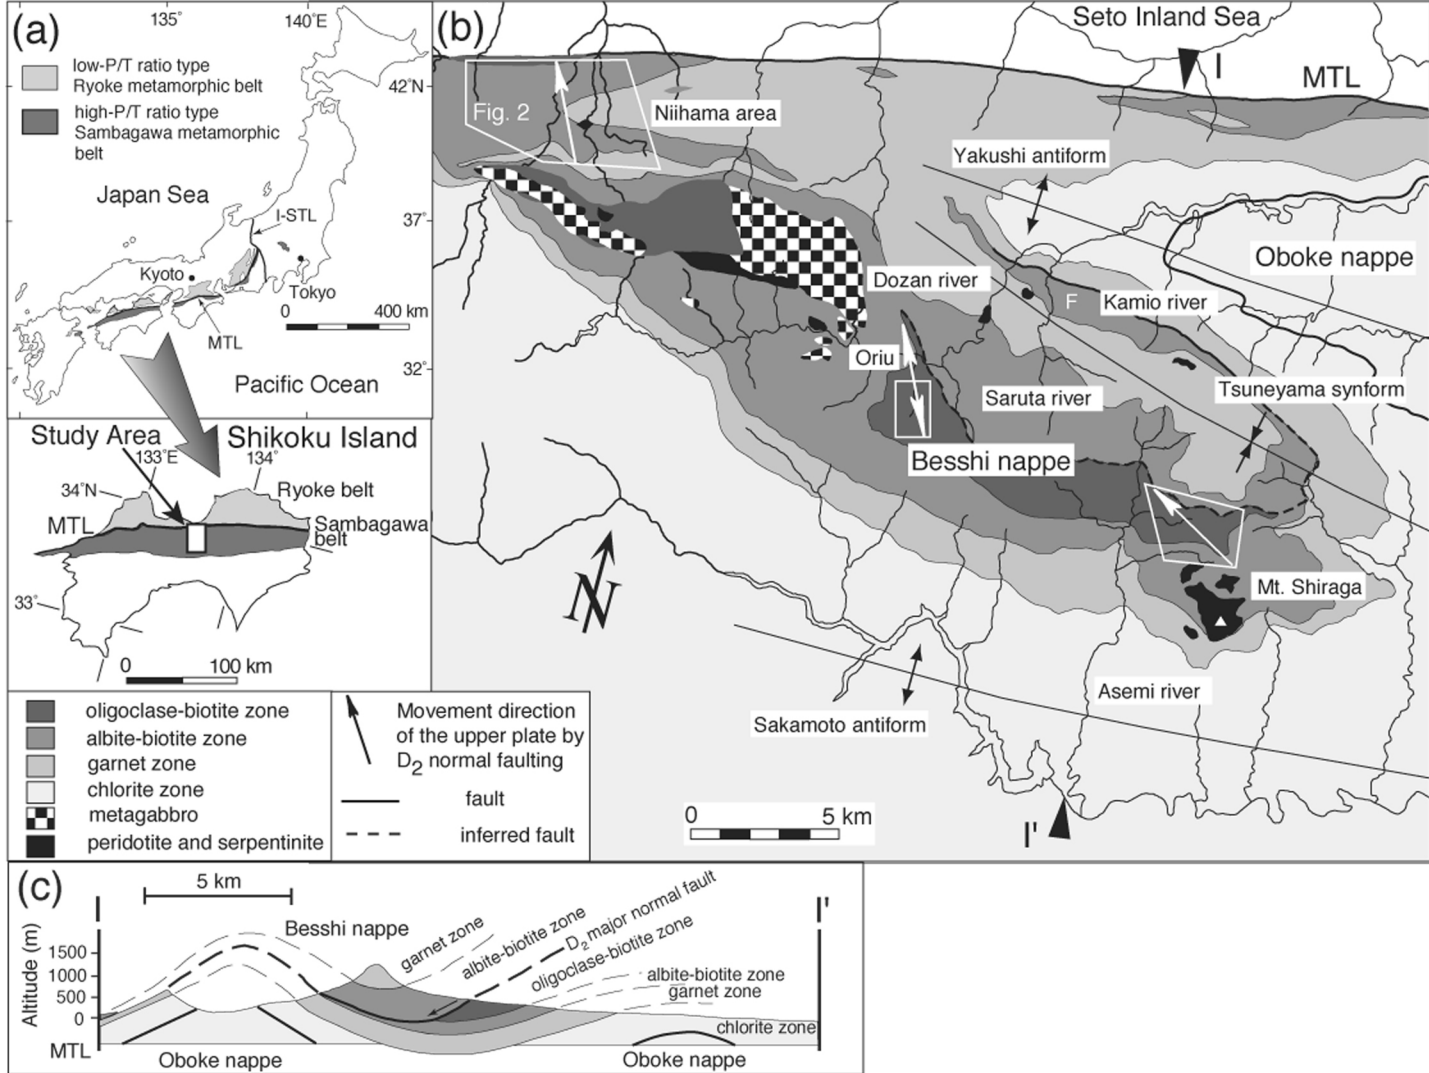 (a)
135°
140°E
low-P/T ratio type
Ryoke metamorphic belt
high-P/T ratio type
Sambagawa metamorphic
belt
42°N
37°
32°
Japan Sea
I-STL
Kyoto
Tokyo
0
400 km
MTL
Pacific Ocean
Study Area
Shikoku Island
133°E
134°
34°N
Ryoke belt
MTL
Sambagawa
belt
33°
0
100 km
oligoclase-biotite zone
albite-biotite zone
garnet zone
chlorite zone
metagabbro
peridotite and serpentinite
Movement direction
of the upper plate by
D2 normal faulting
fault
inferred fault
(b)
Seto Inland Sea
I
MTL
Fig. 2
Niihama area
Yakushi antiform
Oboke nappe
Dozan river
F
Kamio river
Oriu
Tsuneyama synform
Saruta river
Besshi nappe
N
Mt. Shiraga
Asemi river
Sakamoto antiform
0
5 km
I'
(c)
5 km
I
I'
Besshi nappe
garnet zone
albite-biotite zone
D2 major normal fault
oligoclase-biotite zone
albite-biotite zone
garnet zone
chlorite zone
Altitude (m)
1500
1000
500
0
MTL
Oboke nappe
Oboke nappe